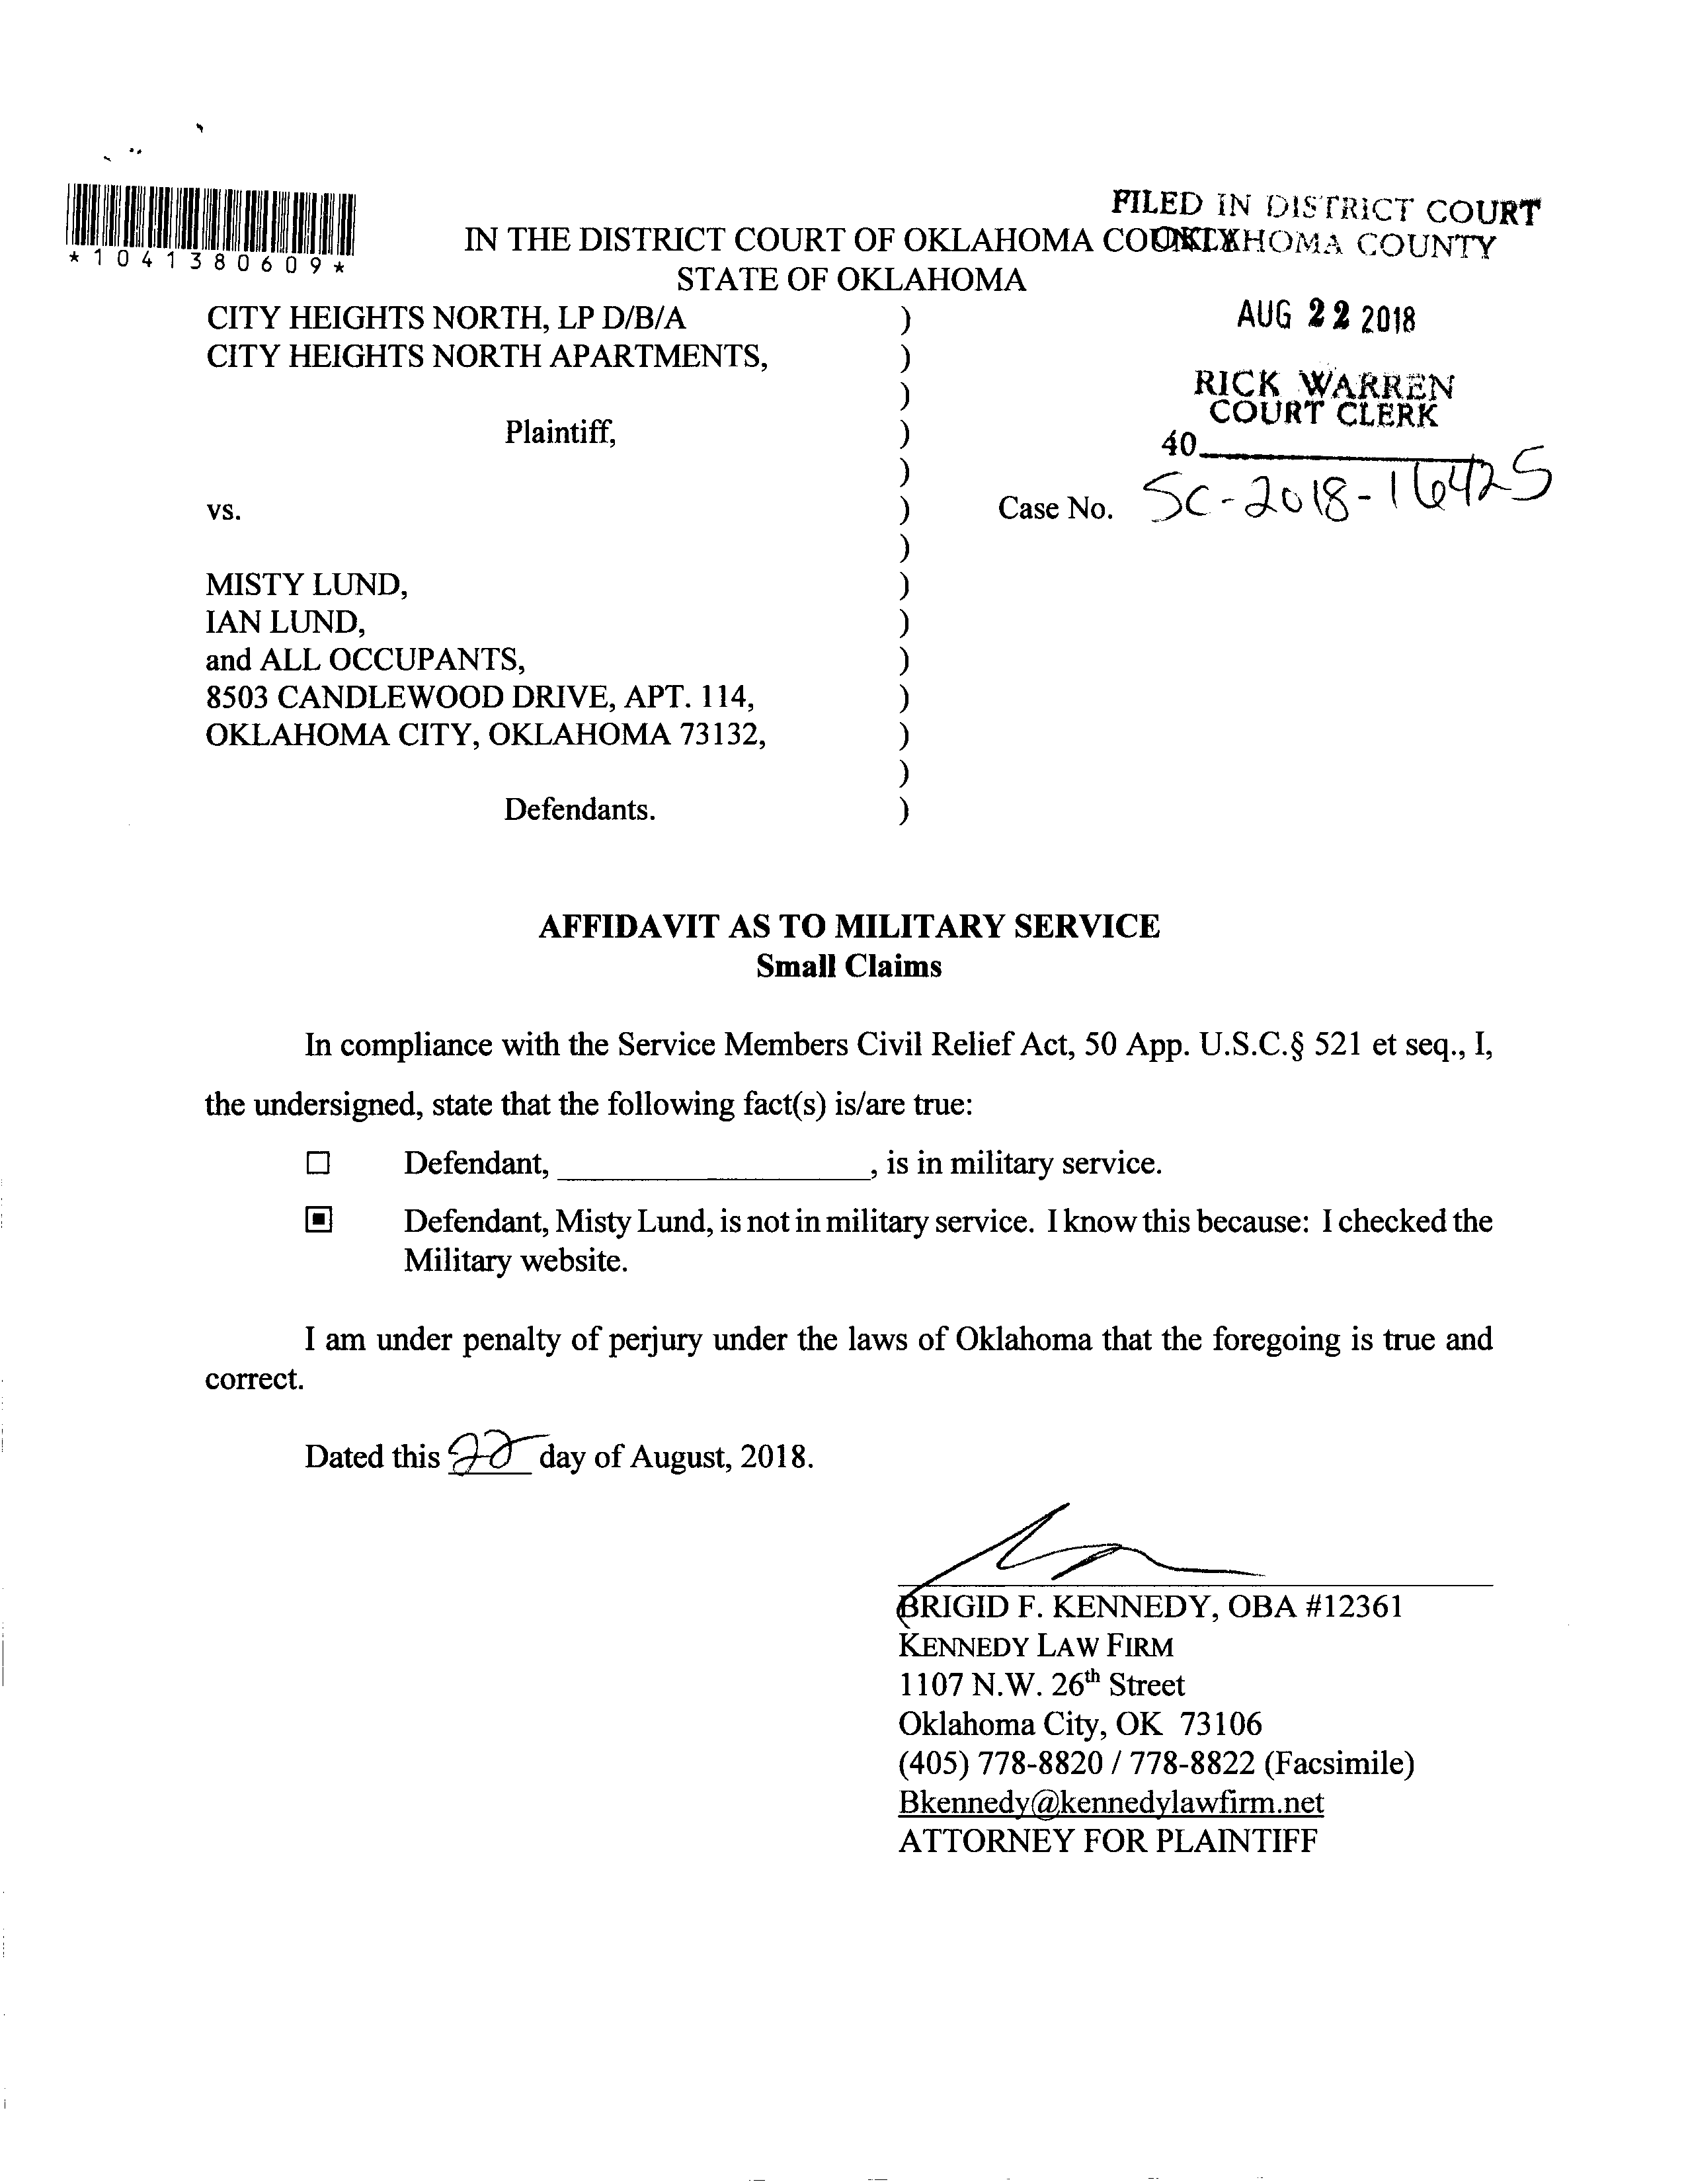 *1041380609*
FILED IN DISTRICT COURT
OKLAHOMA COUNTY
IN THE DISTRICT COURT OF OKLAHOMA COUNTY
STATE OF OKLAHOMA
AUG 22 2018
RICK WARREN
COURT CLERK
40
CITY HEIGHTS NORTH, LP D/B/A )
CITY HEIGHTS NORTH APARTMENTS, )
)
Plaintiff, )
)
vs. ) Case No. SC-2018-16425
)
MISTY LUND, )
IAN LUND, )
and ALL OCCUPANTS, )
8503 CANDLEWOOD DRIVE, APT. 114, )
OKLAHOMA CITY, OKLAHOMA 73132, )
)
Defendants. )
AFFIDAVIT AS TO MILITARY SERVICE
Small Claims
In compliance with the Service Members Civil Relief Act, 50 App. U.S.C.§ 521 et seq., I,
the undersigned, state that the following fact(s) is/are true:
☐ Defendant, ____________________, is in military service.
▣ Defendant, Misty Lund, is not in military service. I know this because: I checked the
Military website.
I am under penalty of perjury under the laws of Oklahoma that the foregoing is true and
correct.
Dated this 22 day of August, 2018.
BRIGID F. KENNEDY, OBA #12361
KENNEDY LAW FIRM
1107 N.W. 26th Street
Oklahoma City, OK 73106
(405) 778-8820 / 778-8822 (Facsimile)
Bkennedy@kennedylawfirm.net
ATTORNEY FOR PLAINTIFF